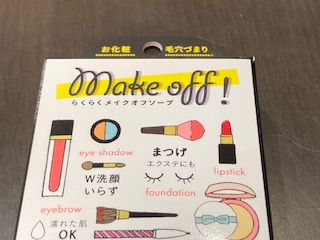 お化粧 毛穴づまり
Make off!
らくらくメイクオフソープ
eye shadow
まつげ
エクステにも
lipstick
W洗顔
いらず
foundation
eyebrow
濡れた肌
OK